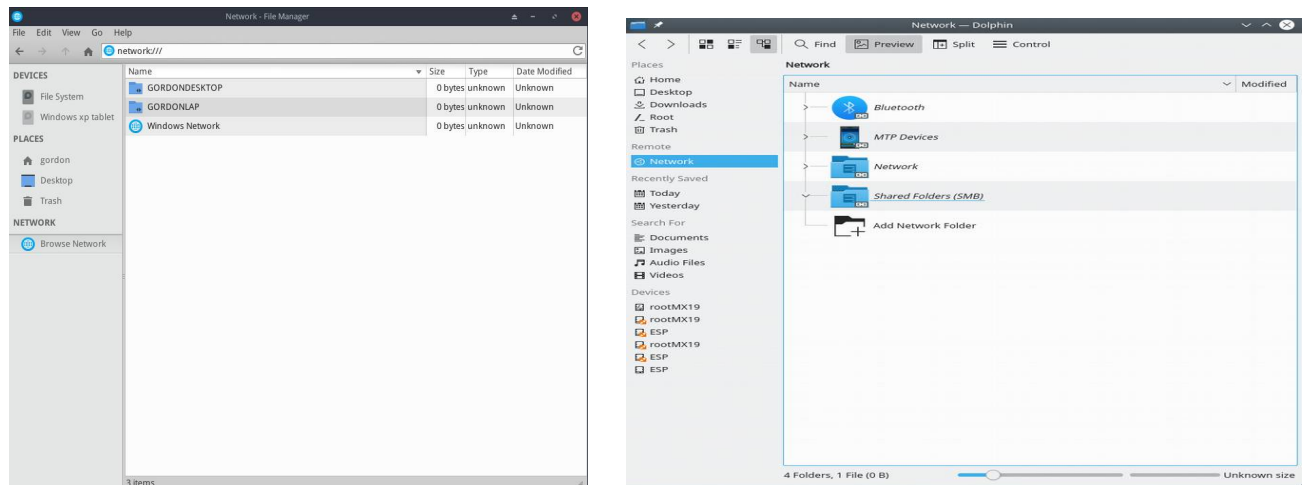 Network - File Manager
File Edit View Go Help
network:///
DEVICES
File System
Windows xp tablet
PLACES
gordon
Desktop
Trash
NETWORK
Browse Network
Name Size Type Date Modified
GORDONDESKTOP 0 bytes unknown Unknown
GORDONLAP 0 bytes unknown Unknown
Windows Network 0 bytes unknown Unknown
3 items
Network — Dolphin
Find Preview Split Control
Places
Home
Desktop
Downloads
Root
Trash
Remote
Network
Recently Saved
Today
Yesterday
Search For
Documents
Images
Audio Files
Videos
Devices
rootMX19
rootMX19
ESP
rootMX19
ESP
ESP
Network
Name Modified
Bluetooth
MTP Devices
Network
Shared Folders (SMB)
Add Network Folder
4 Folders, 1 File (0 B) Unknown size